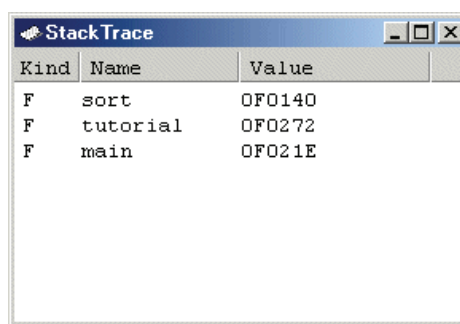 StackTrace
Kind Name Value
F sort 0F0140
F tutorial 0F0272
F main 0F021E